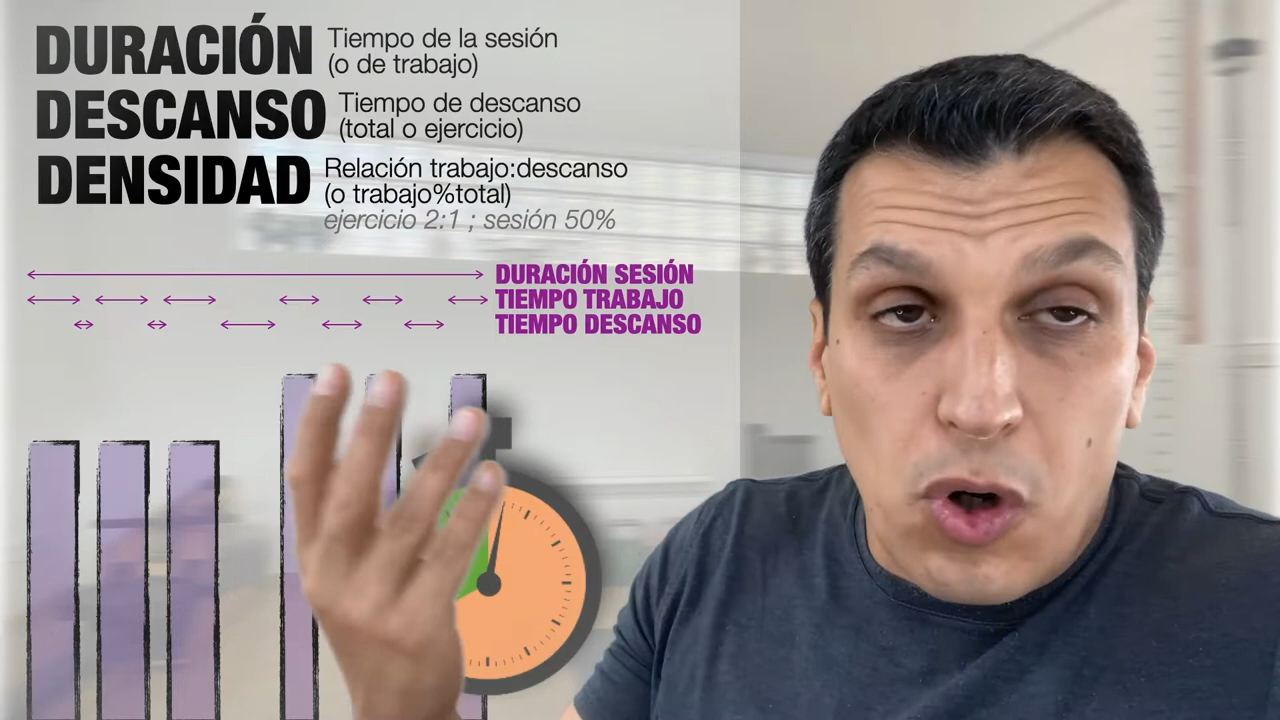 DURACIÓN Tiempo de la sesión
(o de trabajo)
DESCANSO Tiempo de descanso
(total o ejercicio)
DENSIDAD Relación trabajo:descanso
(o trabajo%total)
ejercicio 2:1 ; sesión 50%
DURACIÓN SESIÓN
TIEMPO TRABAJO
TIEMPO DESCANSO